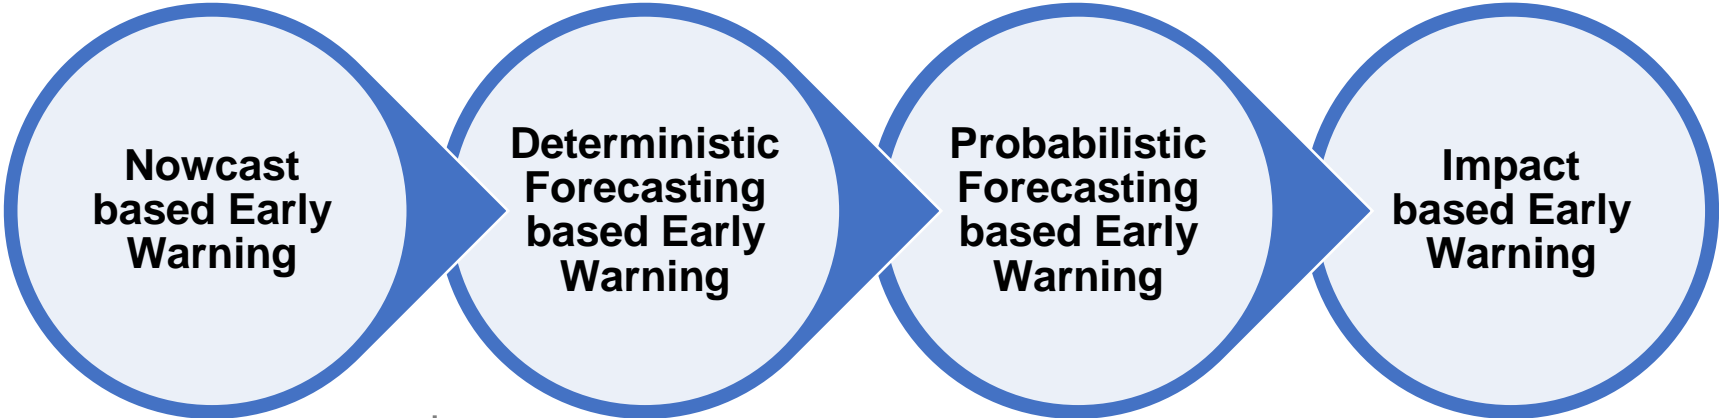 Nowcast
based Early
Warning
Deterministic
Forecasting
based Early
Warning
Probabilistic
Forecasting
based Early
Warning
Impact
based Early
Warning